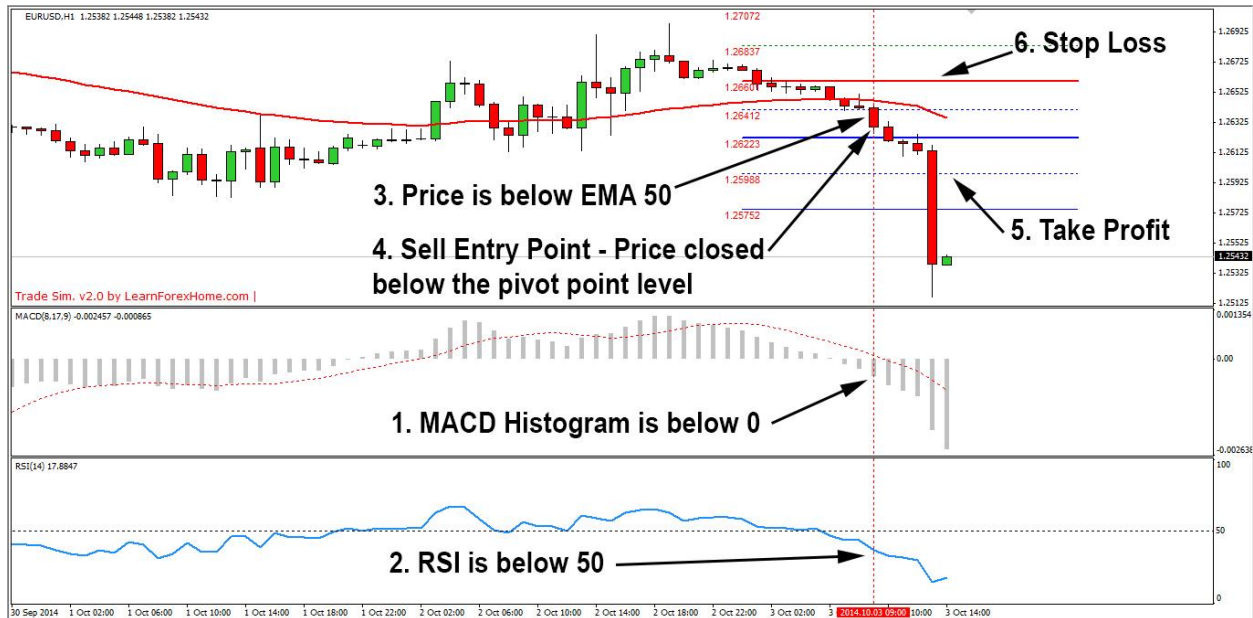 EURUSD,H1 1.25382 1.25448 1.25382 1.25432
1.27072
1.26837
1.26601
1.26412
1.26223
1.25988
1.25752
6. Stop Loss
3. Price is below EMA 50
4. Sell Entry Point - Price closed
below the pivot point level
5. Take Profit
Trade Sim. v2.0 by LearnForexHome.com |
1.26925
1.26725
1.26525
1.26325
1.26125
1.25925
1.25725
1.25525
1.25432
1.25325
1.25125
MACD(8,17,9) -0.002457 -0.000865
0.001354
0.00
-0.002638
1. MACD Histogram is below 0
RSI(14) 17.8847
100
50
0
2. RSI is below 50
30 Sep 2014 1 Oct 02:00 1 Oct 06:00 1 Oct 10:00 1 Oct 14:00 1 Oct 18:00 1 Oct 22:00 2 Oct 02:00 2 Oct 06:00 2 Oct 10:00 2 Oct 14:00 2 Oct 18:00 2 Oct 22:00 3 Oct 02:00 3 2014.10.03 09:00 10:00 3 Oct 14:00